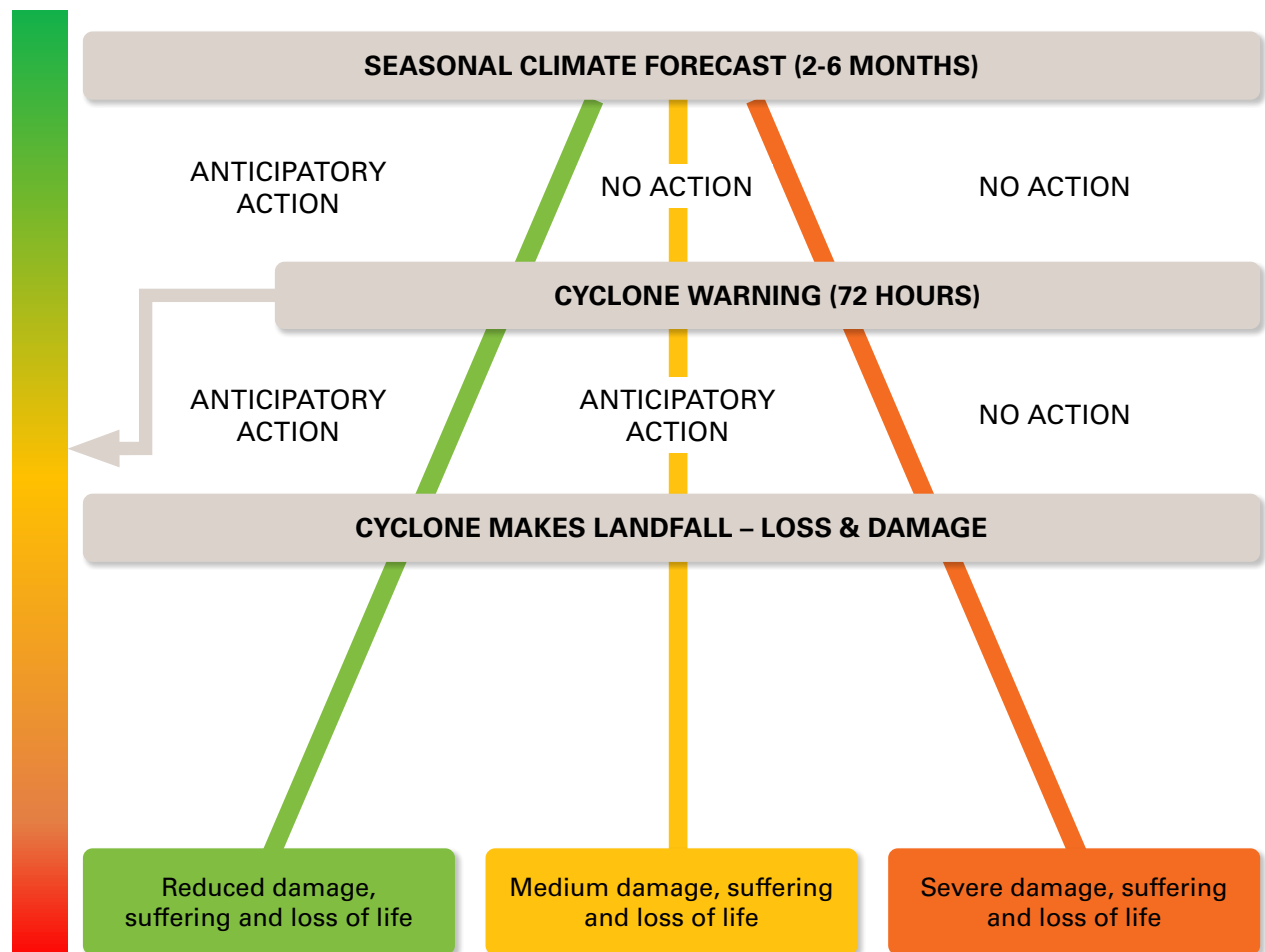 SEASONAL CLIMATE FORECAST (2-6 MONTHS)
ANTICIPATORY
ACTION
NO ACTION
NO ACTION
CYCLONE WARNING (72 HOURS)
ANTICIPATORY
ACTION
ANTICIPATORY
ACTION
NO ACTION
CYCLONE MAKES LANDFALL – LOSS & DAMAGE
Reduced damage,
suffering and loss of life
Medium damage, suffering
and loss of life
Severe damage, suffering
and loss of life